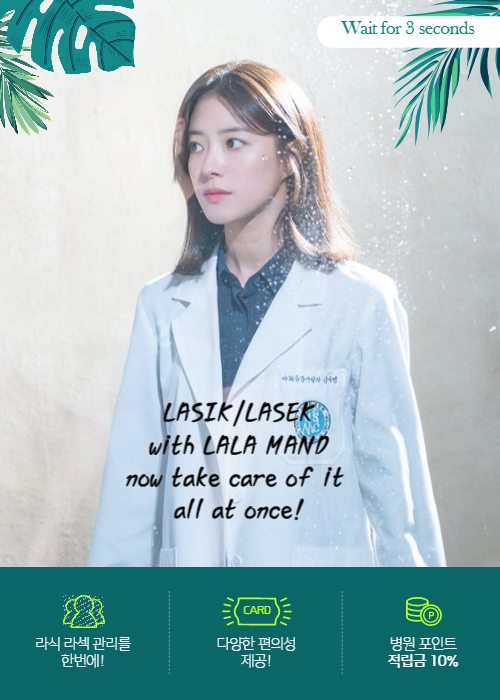 Wait for 3 seconds
LASIK/LASEK
with LALA MAND
now take care of it
all at once!
CARD
P
라식 라섹 관리를
한번에!
다양한 편의성
제공!
병원 포인트
적립금 10%